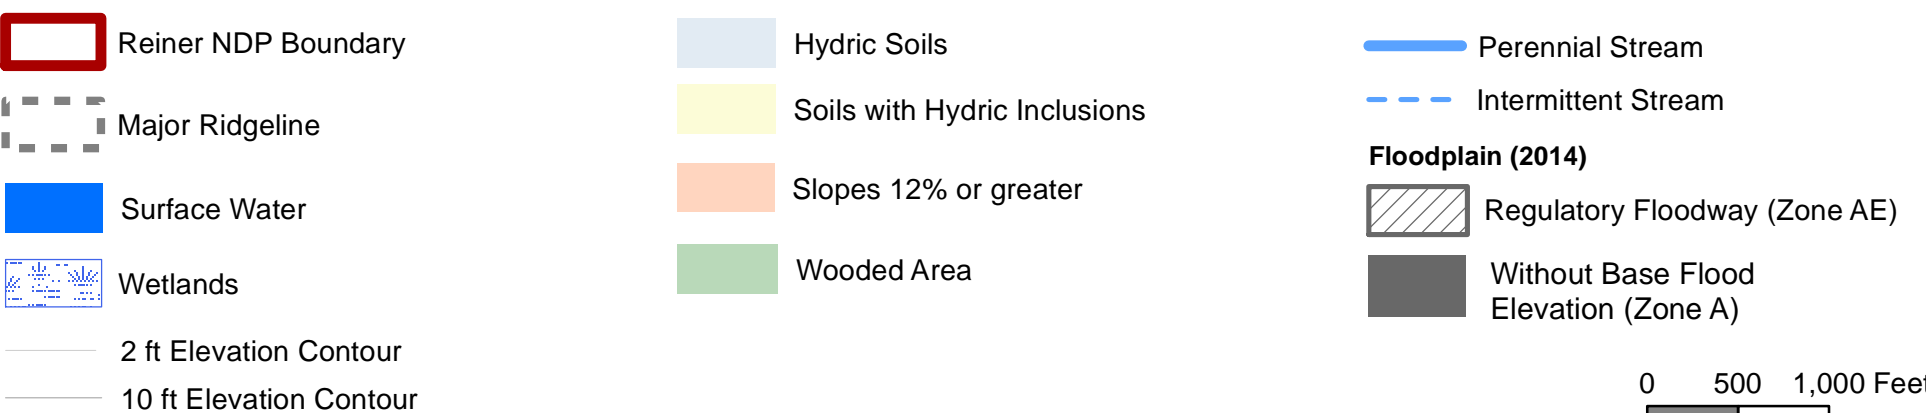 Reiner NDP Boundary
Major Ridgeline
Surface Water
Wetlands
2 ft Elevation Contour
10 ft Elevation Contour
Hydric Soils
Soils with Hydric Inclusions
Slopes 12% or greater
Wooded Area
Perennial Stream
Intermittent Stream
Floodplain (2014)
Regulatory Floodway (Zone AE)
Without Base Flood
Elevation (Zone A)
0 500 1,000 Feet